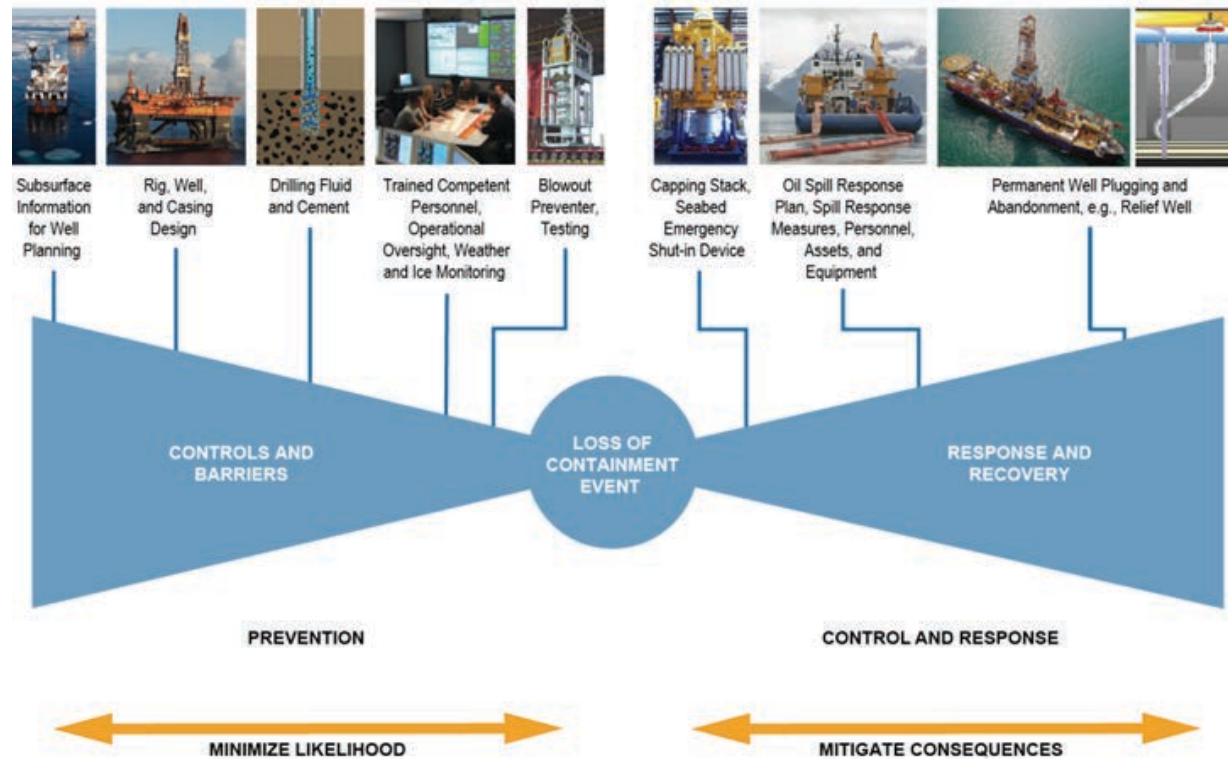 Subsurface
Information
for Well
Planning
Rig, Well,
and Casing
Design
Drilling Fluid
and Cement
Trained Competent
Personnel,
Operational
Oversight, Weather
and Ice Monitoring
Blowout
Preventer,
Testing
Capping Stack,
Seabed
Emergency
Shut-in Device
Oil Spill Response
Plan, Spill Response
Measures, Personnel,
Assets, and
Equipment
Permanent Well Plugging and
Abandonment, e.g., Relief Well
CONTROLS AND
BARRIERS
LOSS OF
CONTAINMENT
EVENT
RESPONSE AND
RECOVERY
PREVENTION
CONTROL AND RESPONSE
MINIMIZE LIKELIHOOD
MITIGATE CONSEQUENCES